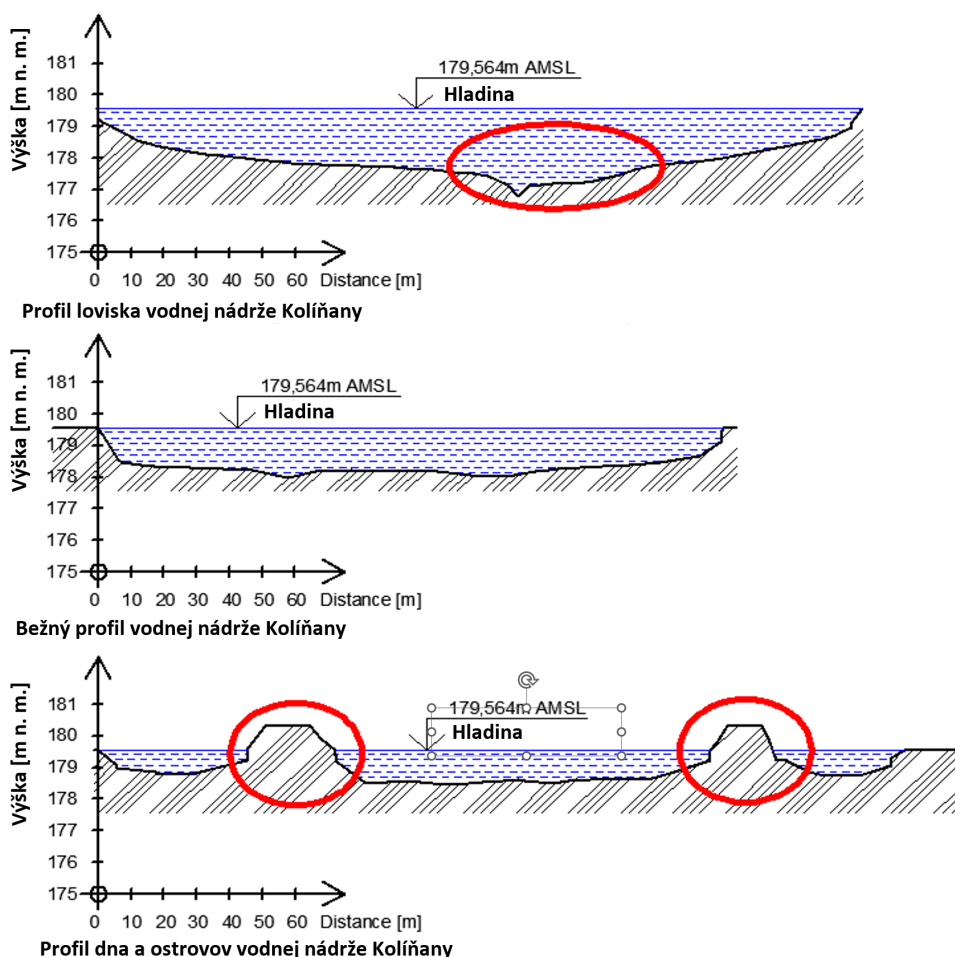 181
180
179
178
177
176
175
Výška [m n. m.]
179,564m AMSL
Hladina
0 10 20 30 40 50 60 Distance [m]
Profil loviska vodnej nádrže Kolíňany
181
180
179
178
177
176
175
Výška [m n. m.]
179,564m AMSL
Hladina
0 10 20 30 40 50 60 Distance [m]
Bežný profil vodnej nádrže Kolíňany
181
180
179
178
177
176
175
Výška [m n. m.]
179,564m AMSL
Hladina
0 10 20 30 40 50 60 Distance [m]
Profil dna a ostrovov vodnej nádrže Kolíňany